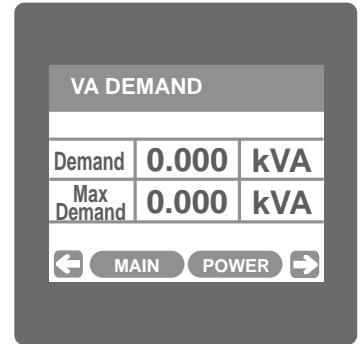 VA DEMAND
Demand 0.000 kVA
Max Demand 0.000 kVA
MAIN POWER